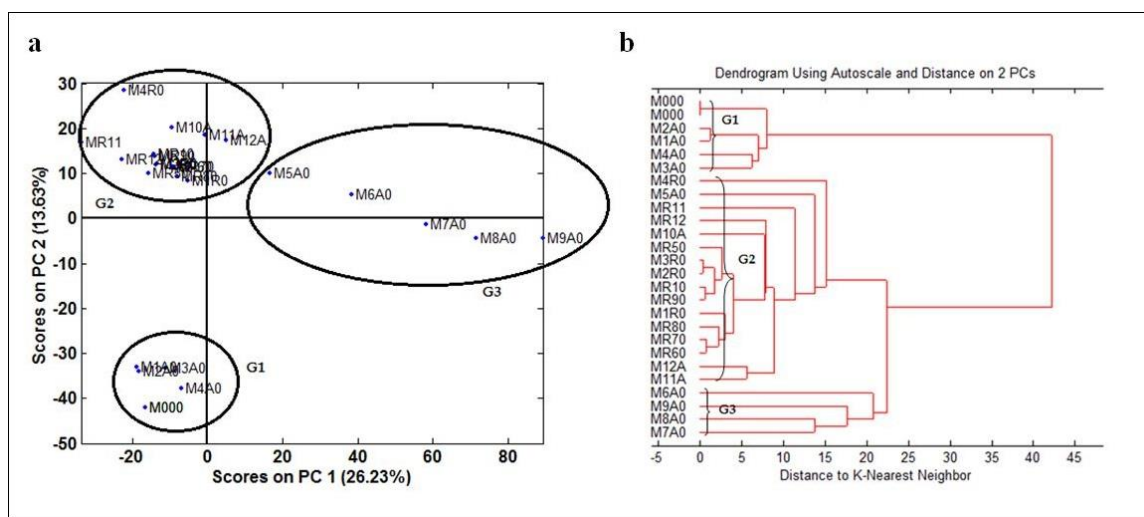 a
30
20
10
0
-10
-20
-30
-40
-50
M4R0
M10A
M11A
M12A
MR11
M1R0
G2
M5A0
M6A0
M7A0
M8A0
M9A0
G3
M1A0
M3A0
M2A0
M4A0
M000
G1
-20 0 20 40 60 80
Scores on PC 2 (13.63%)
Scores on PC 1 (26.23%)
b
Dendrogram Using Autoscale and Distance on 2 PCs
M000
M000
M2A0
M1A0
M4A0
M3A0
M4R0
M5A0
MR11
MR12
M10A
MR50
M3R0
M2R0
MR10
MR90
M1R0
MR80
MR70
MR60
M12A
M11A
M6A0
M9A0
M8A0
M7A0
G1
G2
G3
-5 0 5 10 15 20 25 30 35 40 45
Distance to K-Nearest Neighbor